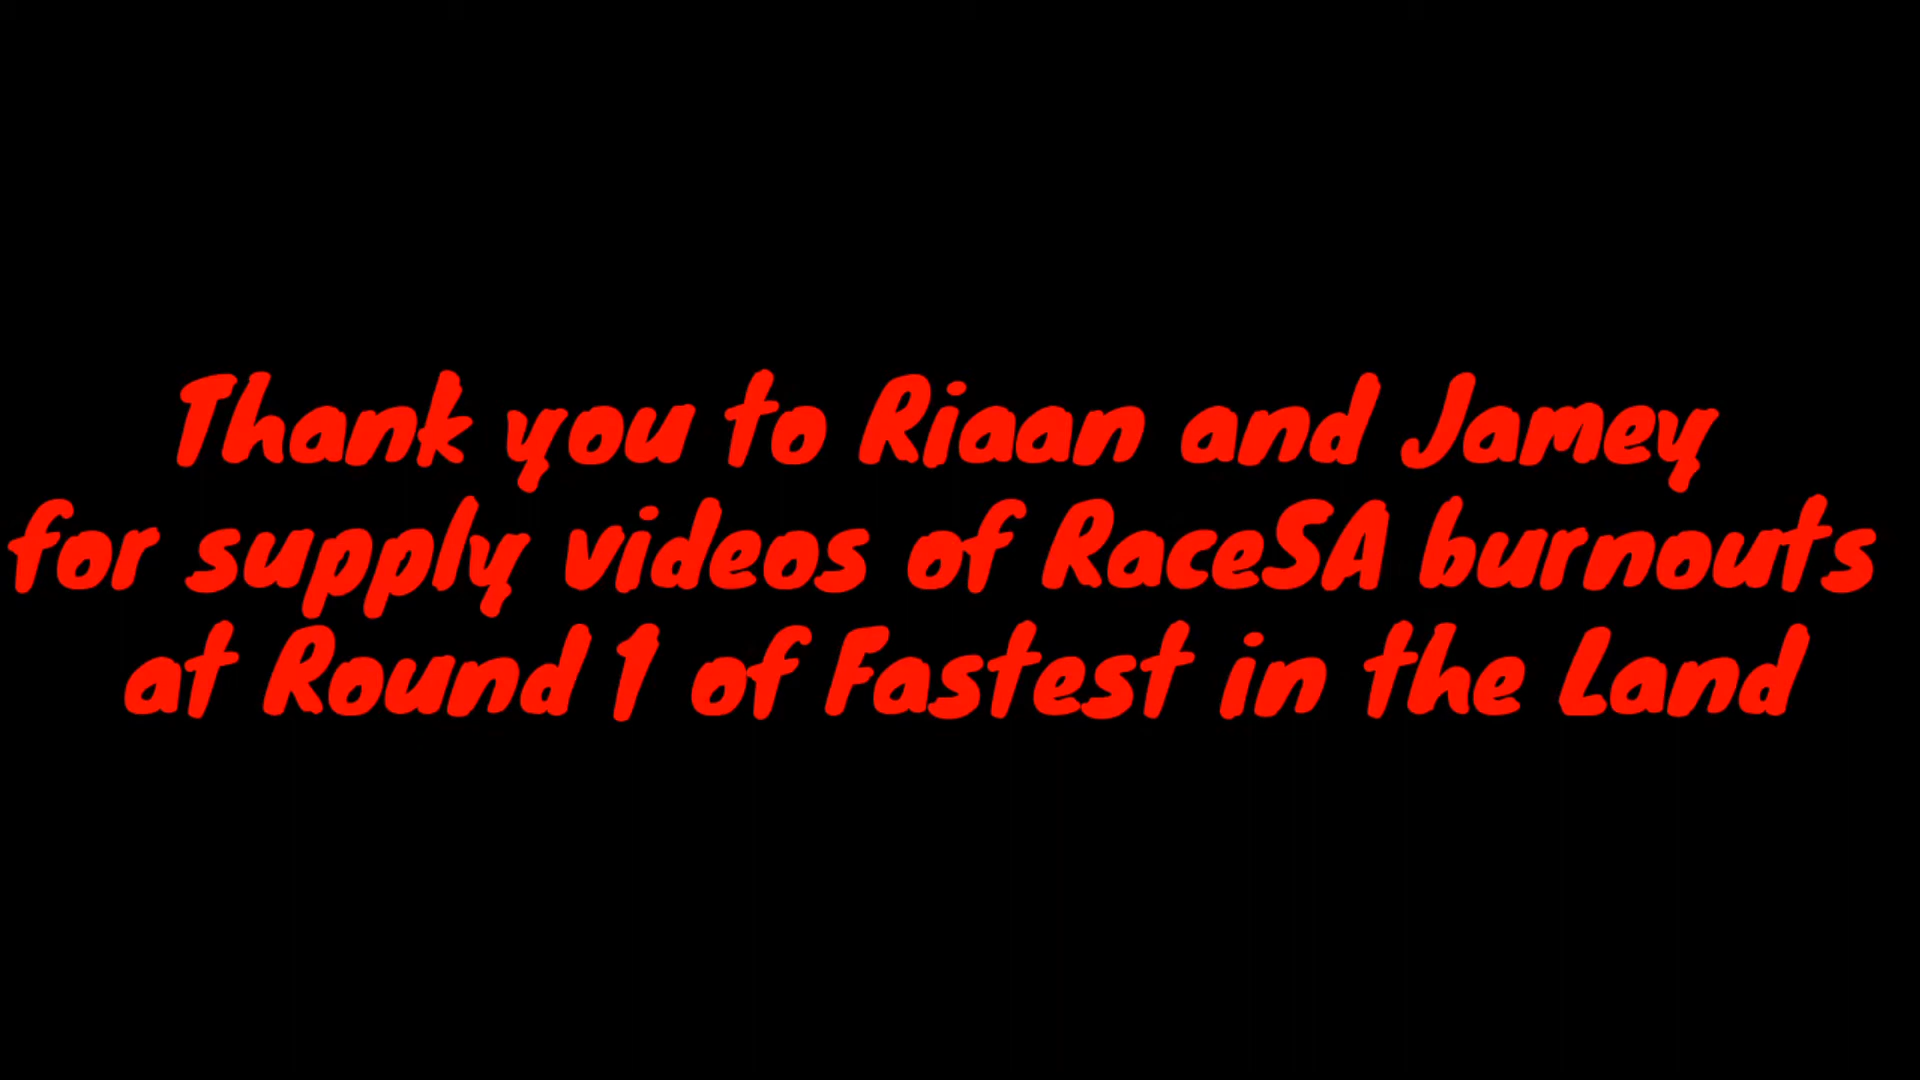 Thank you to Riaan and Jamey
for supply videos of RaceSA burnouts
at Round 1 of Fastest in the Land